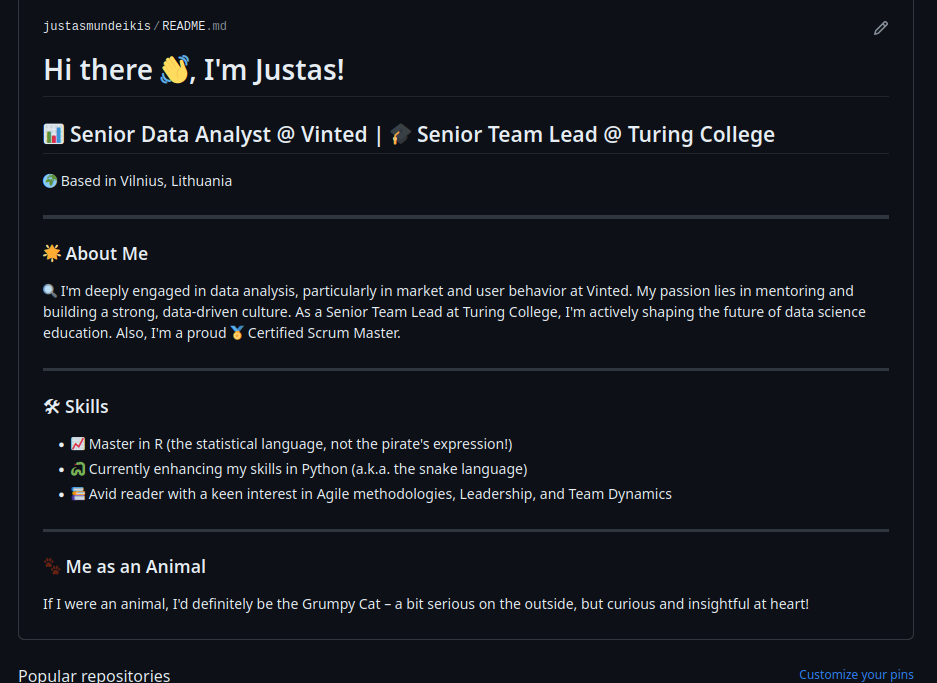 justasmundeikis/README.md
Hi there 👋, I'm Justas!
📊 Senior Data Analyst @ Vinted | 🎓 Senior Team Lead @ Turing College
🌍 Based in Vilnius, Lithuania
🌟 About Me
🔍 I'm deeply engaged in data analysis, particularly in market and user behavior at Vinted. My passion lies in mentoring and
building a strong, data-driven culture. As a Senior Team Lead at Turing College, I'm actively shaping the future of data science
education. Also, I'm a proud 🏅 Certified Scrum Master.
🛠 Skills
• 📈 Master in R (the statistical language, not the pirate's expression!)
• 🐍 Currently enhancing my skills in Python (a.k.a. the snake language)
• 📚 Avid reader with a keen interest in Agile methodologies, Leadership, and Team Dynamics
🐾 Me as an Animal
If I were an animal, I'd definitely be the Grumpy Cat – a bit serious on the outside, but curious and insightful at heart!
Popular repositories
Customize your pins